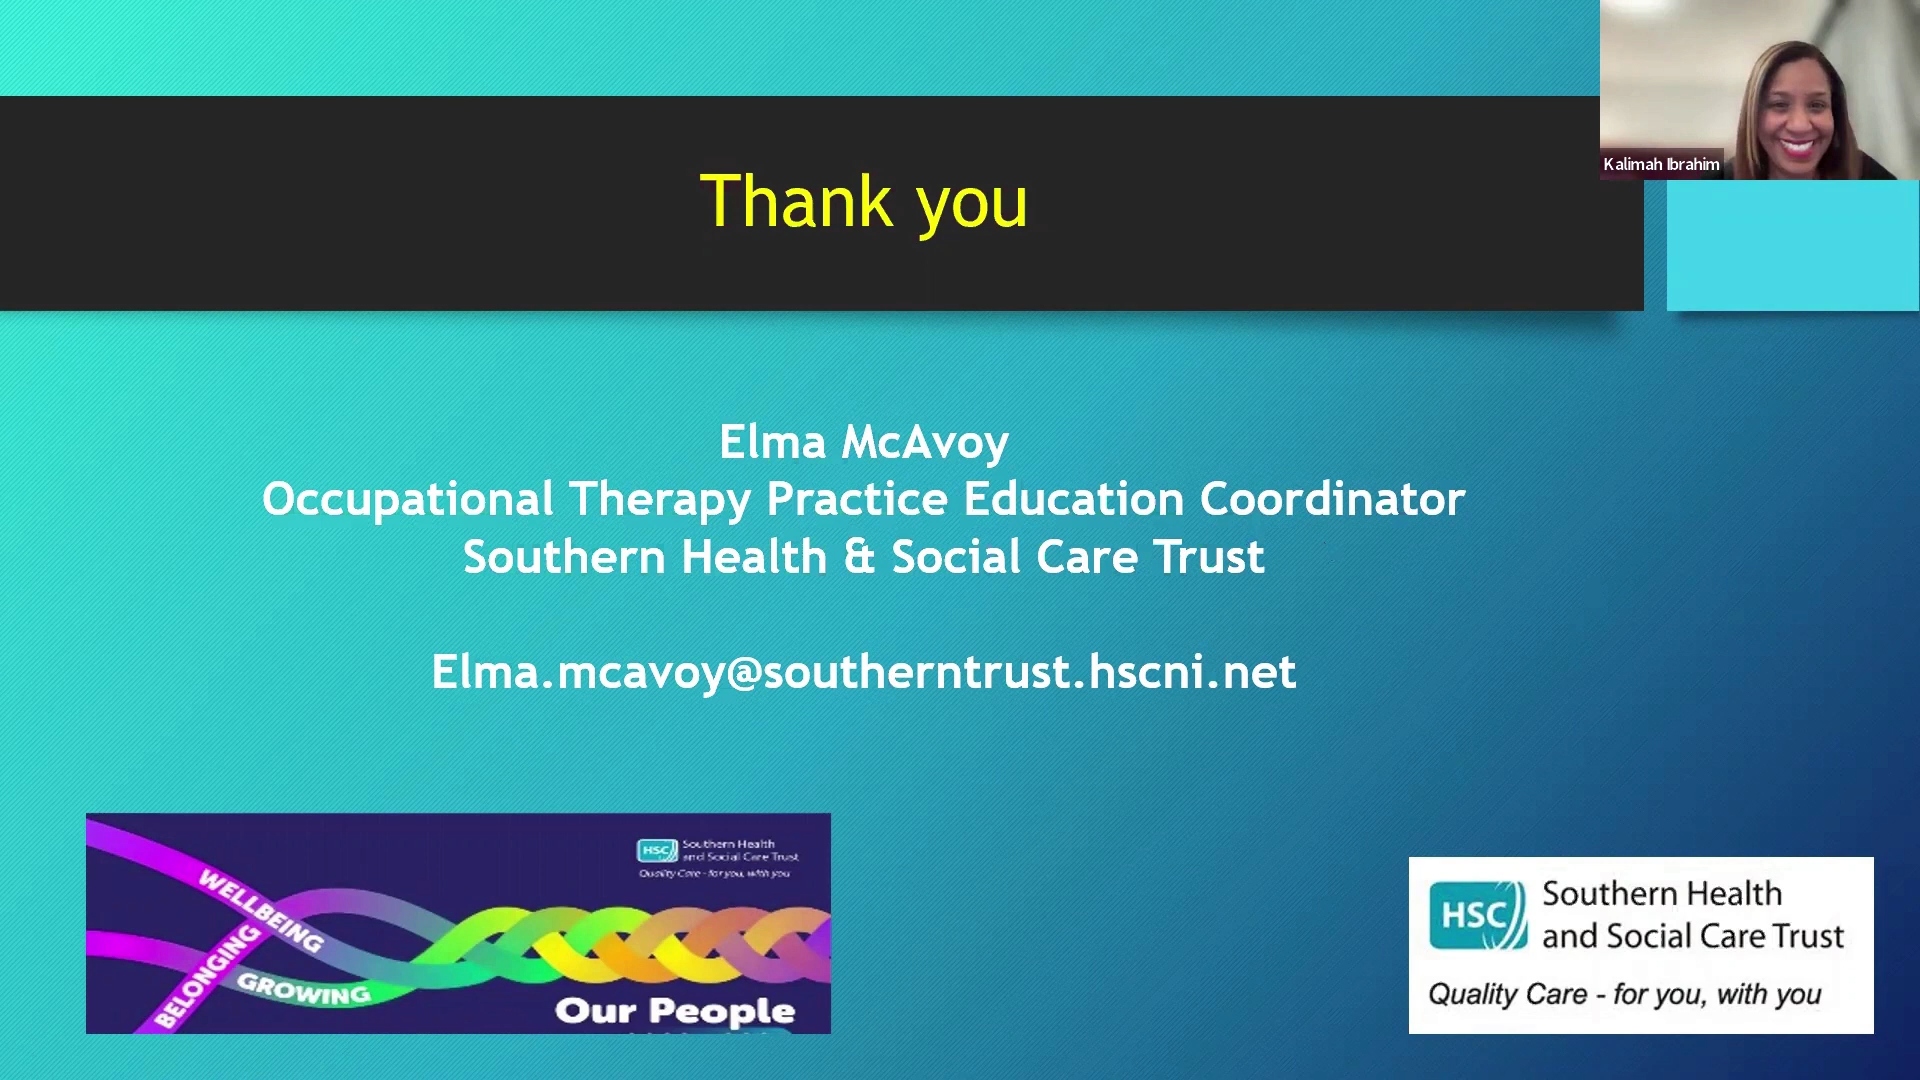 Kalimah Ibrahim
Thank you
Elma McAvoy
Occupational Therapy Practice Education Coordinator
Southern Health & Social Care Trust
Elma.mcavoy@southerntrust.hscni.net
HSC
Southern Health
and Social Care Trust
Quality Care - for you, with you
WELLBEING
BELONGING
GROWING
Our People
HSC
Southern Health
and Social Care Trust
Quality Care - for you, with you